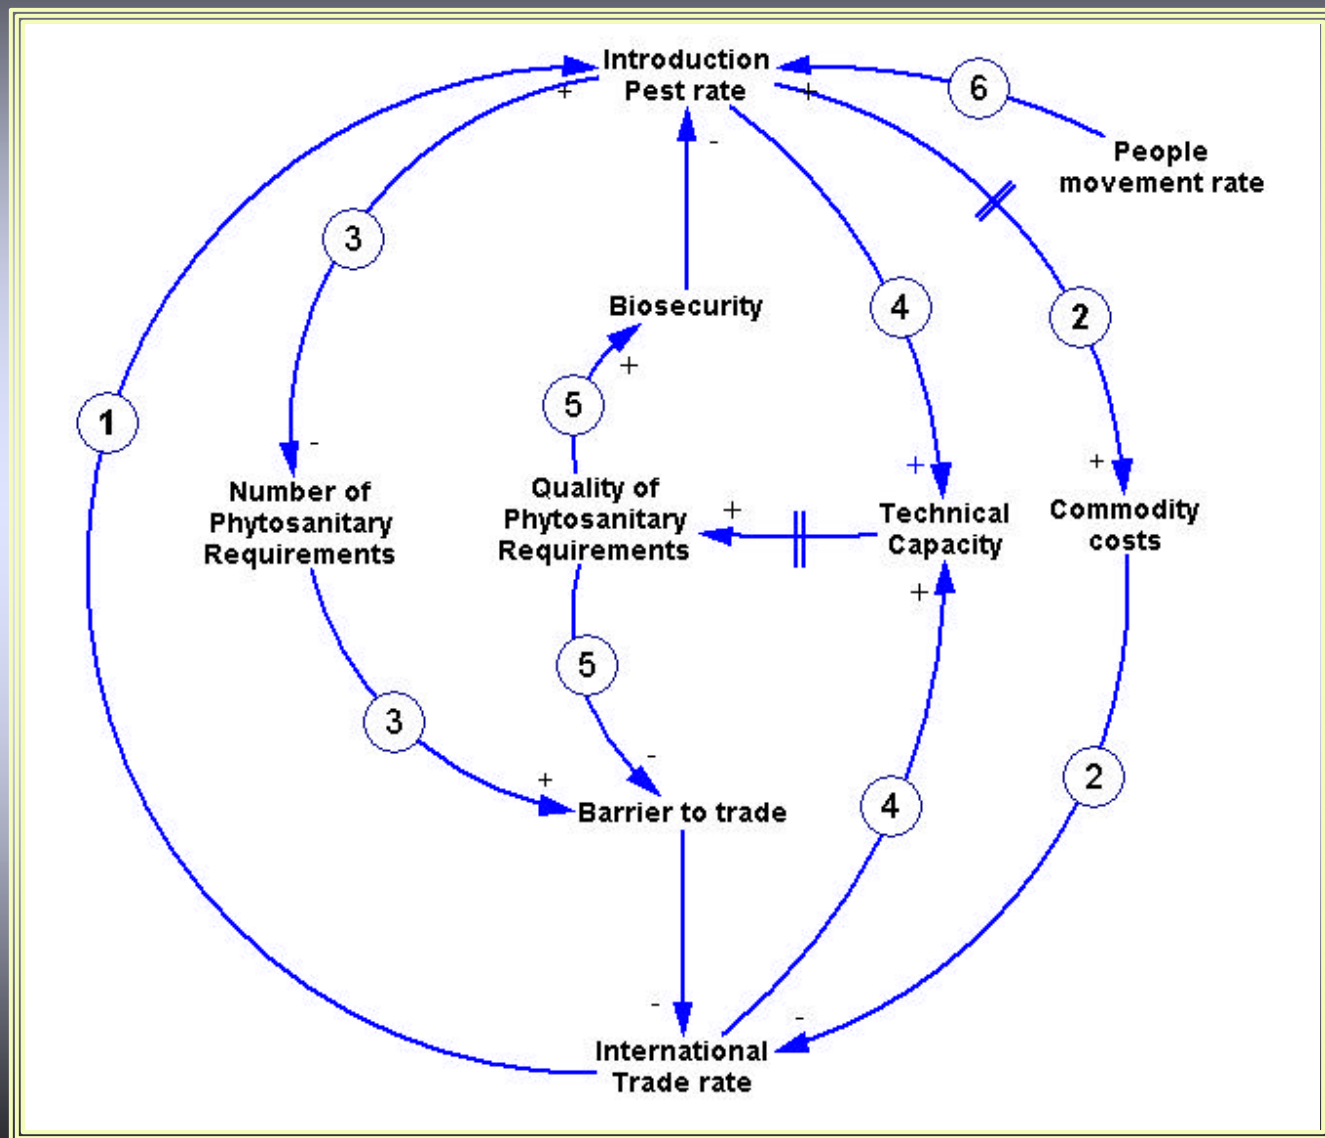 Introduction
Pest rate
+
+
6
People
movement rate
-
3
2
4
Biosecurity
+
5
1
-
+
+
Number of
Phytosanitary
Requirements
Quality of
Phytosanitary
Requirements
+
Technical
Capacity
Commodity
costs
+
5
3
-
2
+
4
Barrier to trade
-
-
International
Trade rate